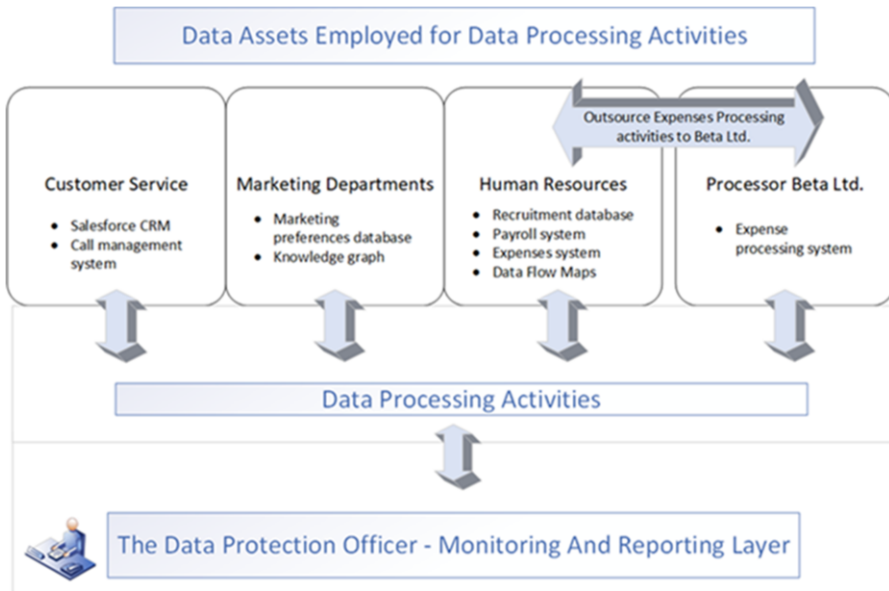 Data Assets Employed for Data Processing Activities
Outsource Expenses Processing
activities to Beta Ltd.
Customer Service
• Salesforce CRM
• Call management
system
Marketing Departments
• Marketing
preferences database
• Knowledge graph
Human Resources
• Recruitment database
• Payroll system
• Expenses system
• Data Flow Maps
Processor Beta Ltd.
• Expense
processing system
Data Processing Activities
The Data Protection Officer - Monitoring And Reporting Layer